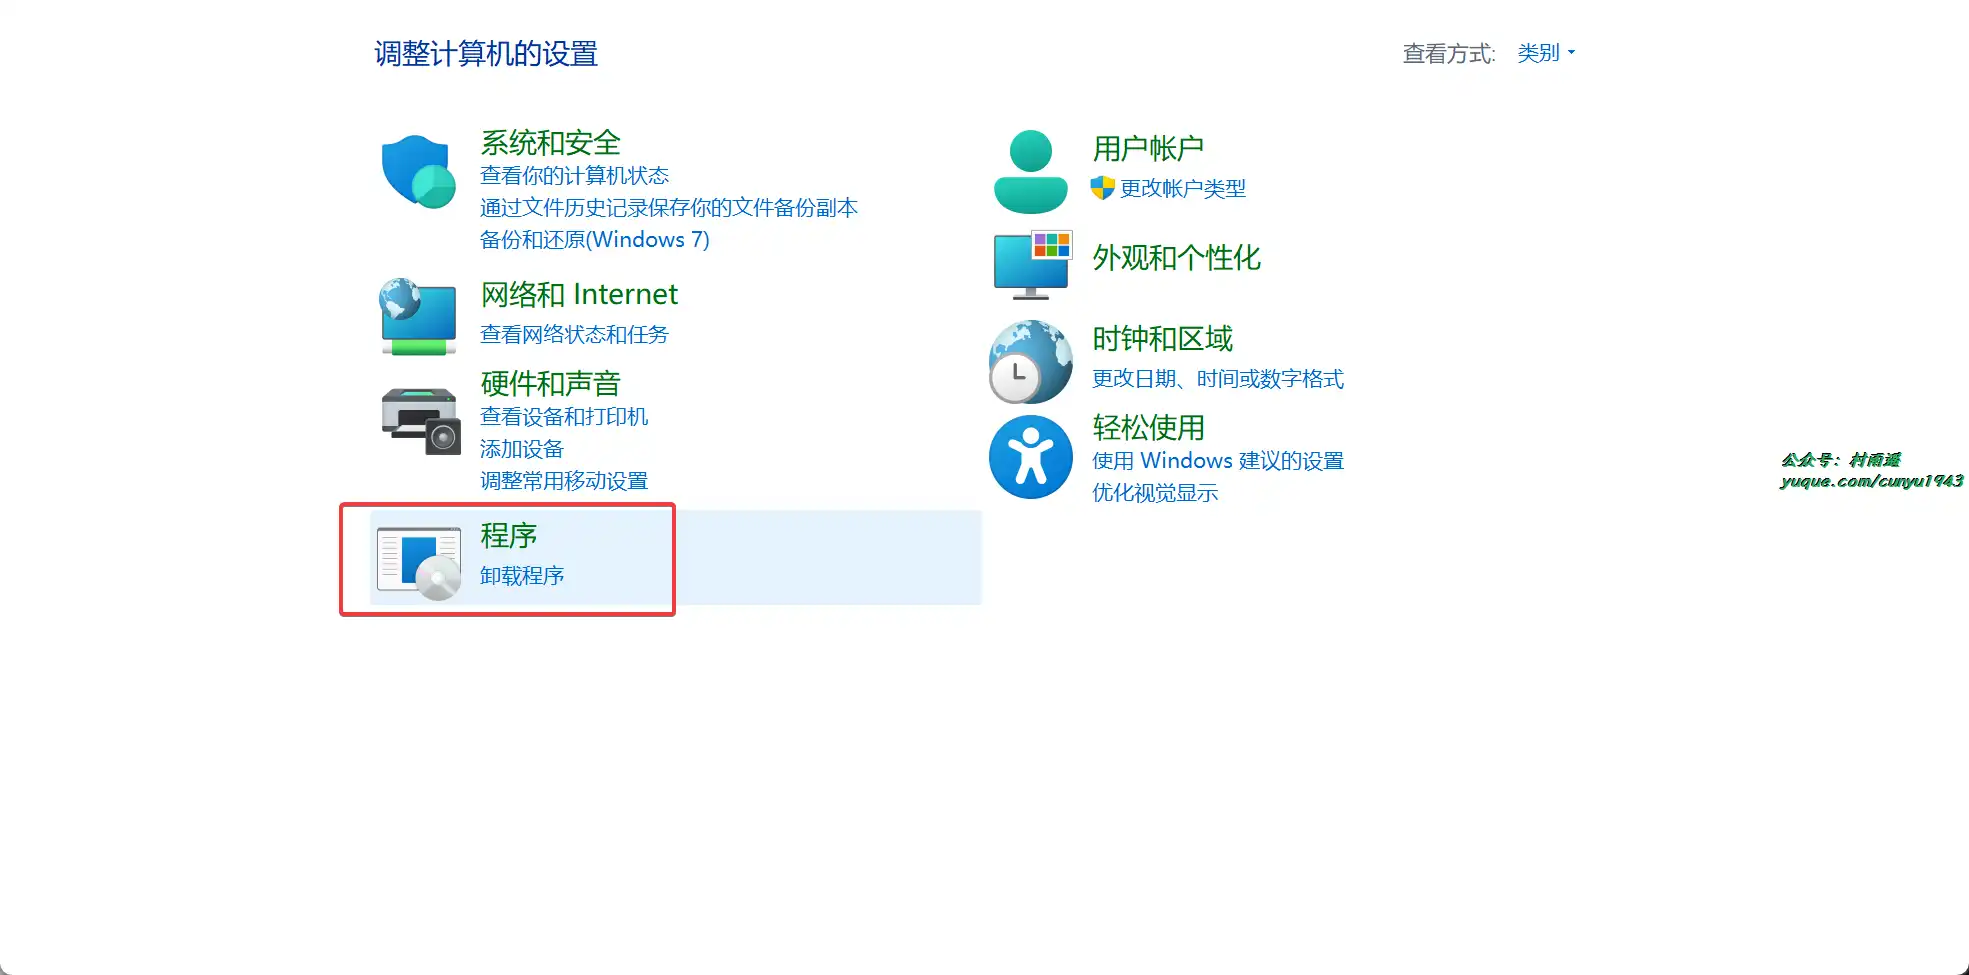 调整计算机的设置
查看方式: 类别
系统和安全
查看你的计算机状态
通过文件历史记录保存你的文件备份副本
备份和还原(Windows 7)
网络和 Internet
查看网络状态和任务
硬件和声音
查看设备和打印机
添加设备
调整常用移动设置
程序
卸载程序
用户帐户
更改帐户类型
外观和个性化
时钟和区域
更改日期、时间或数字格式
轻松使用
使用 Windows 建议的设置
优化视觉显示
公众号：村雨遥
yuque.com/cunyu1943